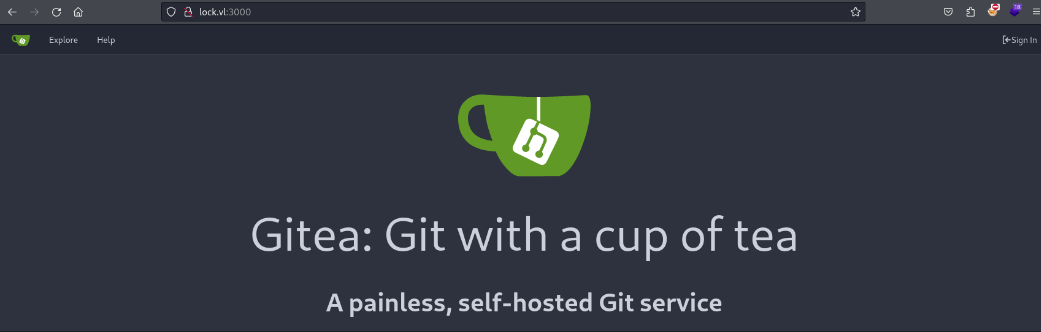 lock.vl:3000
Explore Help Sign In
Gitea: Git with a cup of tea
A painless, self-hosted Git service